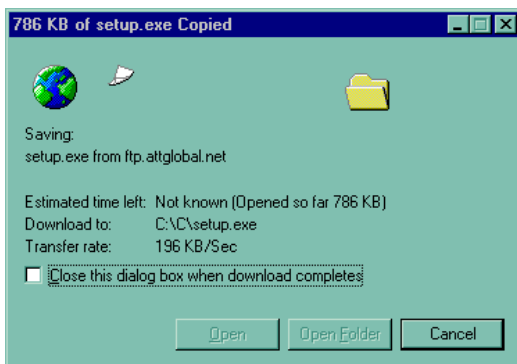 786 KB of setup.exe Copied
Saving:
setup.exe from ftp.attglobal.net
Estimated time left: Not known (Opened so far 786 KB)
Download to: C:\C\setup.exe
Transfer rate: 196 KB/Sec
Close this dialog box when download completes
Open Open Folder Cancel